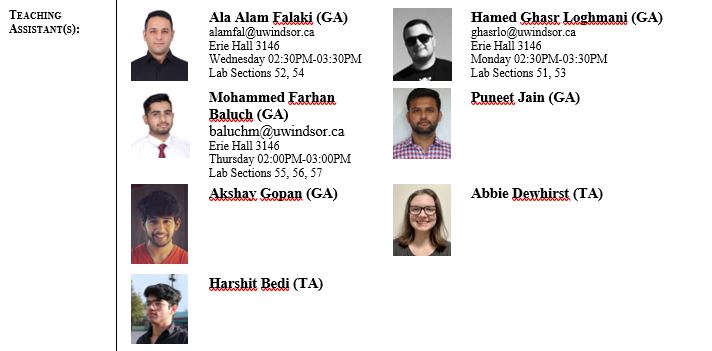 TEACHING
ASSISTANT(S):
Ala Alam Falaki (GA)
alamfal@uwindsor.ca
Erie Hall 3146
Wednesday 02:30PM-03:30PM
Lab Sections 52, 54
Hamed Ghasr Loghmani (GA)
ghasrlo@uwindsor.ca
Erie Hall 3146
Monday 02:30PM-03:30PM
Lab Sections 51, 53
Mohammed Farhan
Baluch (GA)
baluchm@uwindsor.ca
Erie Hall 3146
Thursday 02:00PM-03:00PM
Lab Sections 55, 56, 57
Puneet Jain (GA)
Akshay Gopan (GA)
Abbie Dewhirst (TA)
Harshit Bedi (TA)